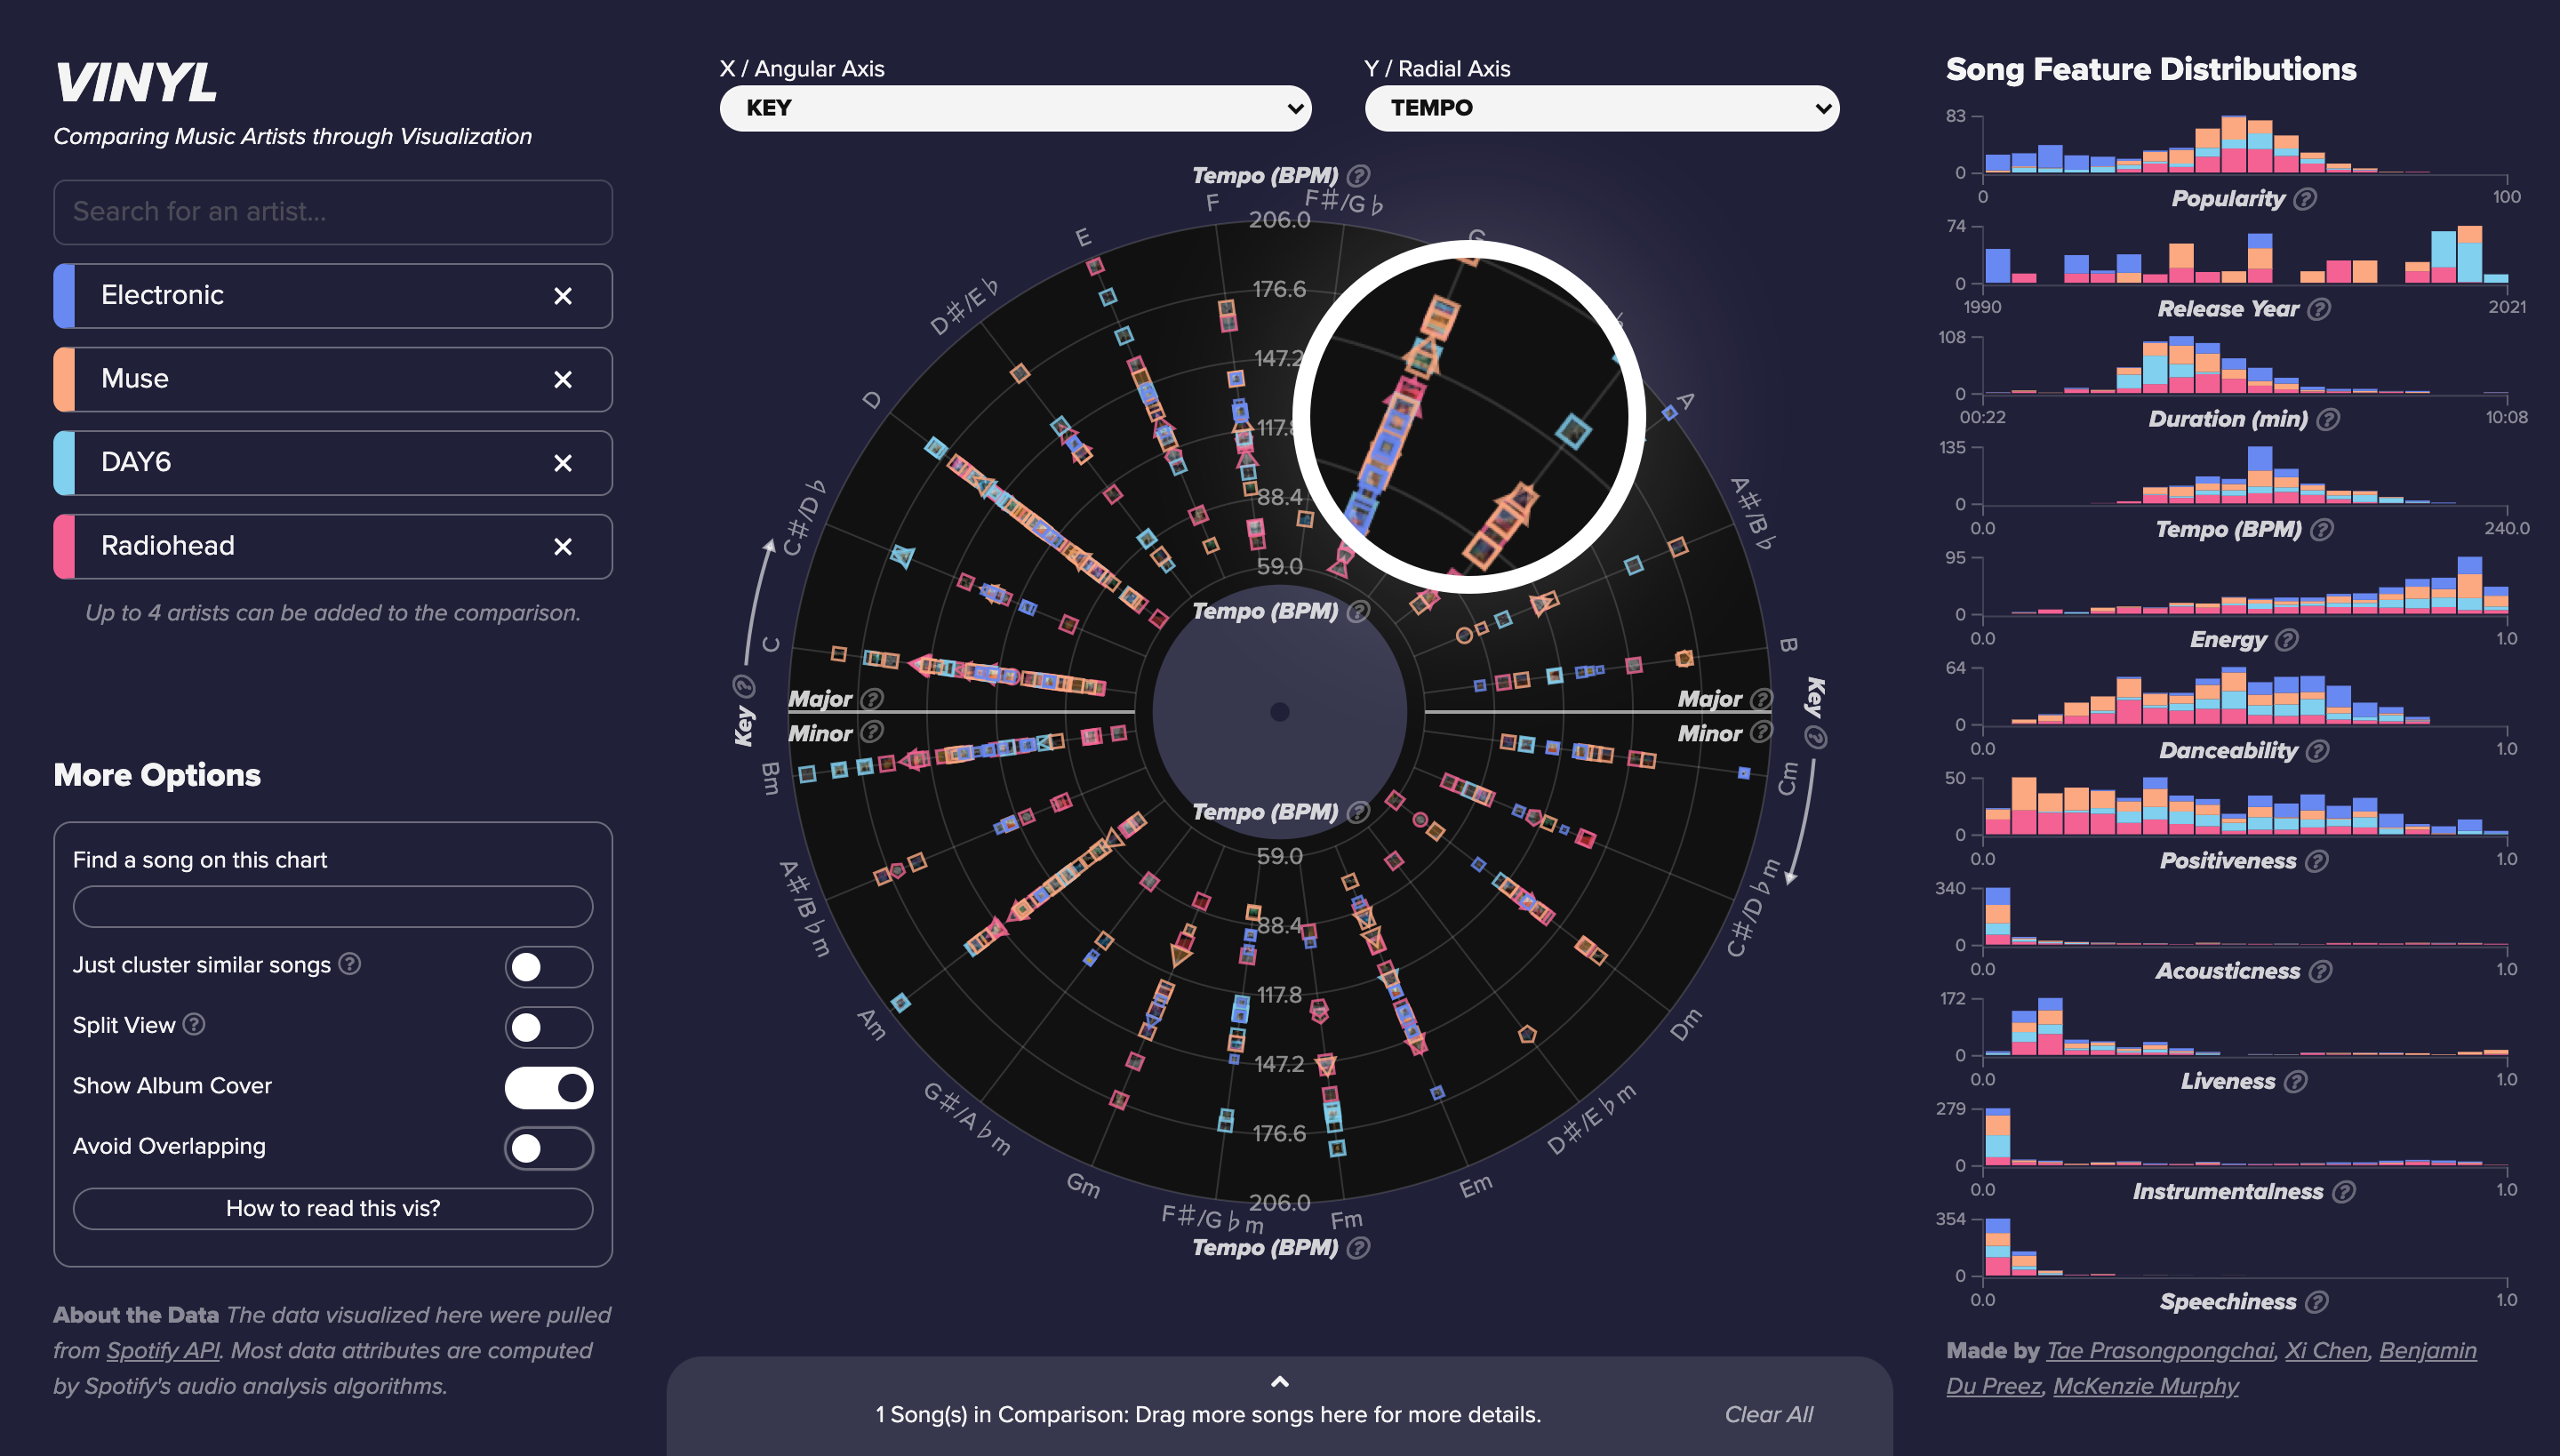 VINYL
Comparing Music Artists through Visualization
Search for an artist...
Electronic
Muse
DAY6
Radiohead
Up to 4 artists can be added to the comparison.
More Options
Find a song on this chart
Just cluster similar songs ?
Split View ?
Show Album Cover
Avoid Overlapping
How to read this vis?
About the Data The data visualized here were pulled
from Spotify API. Most data attributes are computed
by Spotify's audio analysis algorithms.
X / Angular Axis
KEY
Y / Radial Axis
TEMPO
Tempo (BPM) ?
206.0
176.6
147.2
117.8
88.4
59.0
Tempo (BPM) ?
C
C♯/D♭
D
D♯/E♭
E
F
F♯/G♭
G
A
A♯/B♭
B
Key ?
Major ?
Minor ?
Major ?
Minor ?
Key ?
Tempo (BPM) ?
59.0
88.4
117.8
147.2
176.6
206.0
Tempo (BPM) ?
Cm
C♯/D♭m
Dm
D♯/E♭m
Em
Fm
F♯/G♭m
Gm
G♯/A♭m
Am
A♯/B♭m
Bm
1 Song(s) in Comparison: Drag more songs here for more details.
Clear All
Song Feature Distributions
83
0
0 Popularity ? 100
74
0
1990 Release Year ? 2021
108
0
00:22 Duration (min) ? 10:08
135
0
0.0 Tempo (BPM) ? 240.0
95
0
0.0 Energy ? 1.0
64
0
0.0 Danceability ? 1.0
50
0
0.0 Positiveness ? 1.0
340
0
0.0 Acousticness ? 1.0
172
0
0.0 Liveness ? 1.0
279
0
0.0 Instrumentalness ? 1.0
354
0
0.0 Speechiness ? 1.0
Made by Tae Prasongpongchai, Xi Chen, Benjamin
Du Preez, McKenzie Murphy